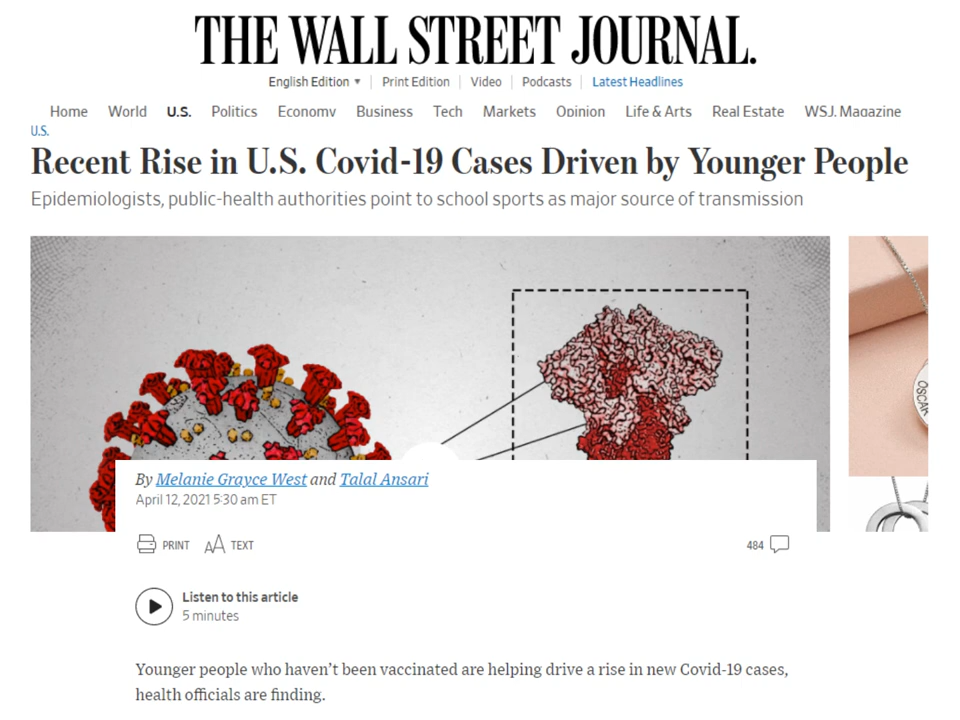 THE WALL STREET JOURNAL.
English Edition ▼ | Print Edition | Video | Podcasts | Latest Headlines
Home World U.S. Politics Economy Business Tech Markets Opinion Life & Arts Real Estate WSJ. Magazine
U.S.
Recent Rise in U.S. Covid-19 Cases Driven by Younger People
Epidemiologists, public-health authorities point to school sports as major source of transmission
OSCAR
By Melanie Grayce West and Talal Ansari
April 12, 2021 5:30 am ET
PRINT AA TEXT 484
Listen to this article
5 minutes
Younger people who haven’t been vaccinated are helping drive a rise in new Covid-19 cases,
health officials are finding.